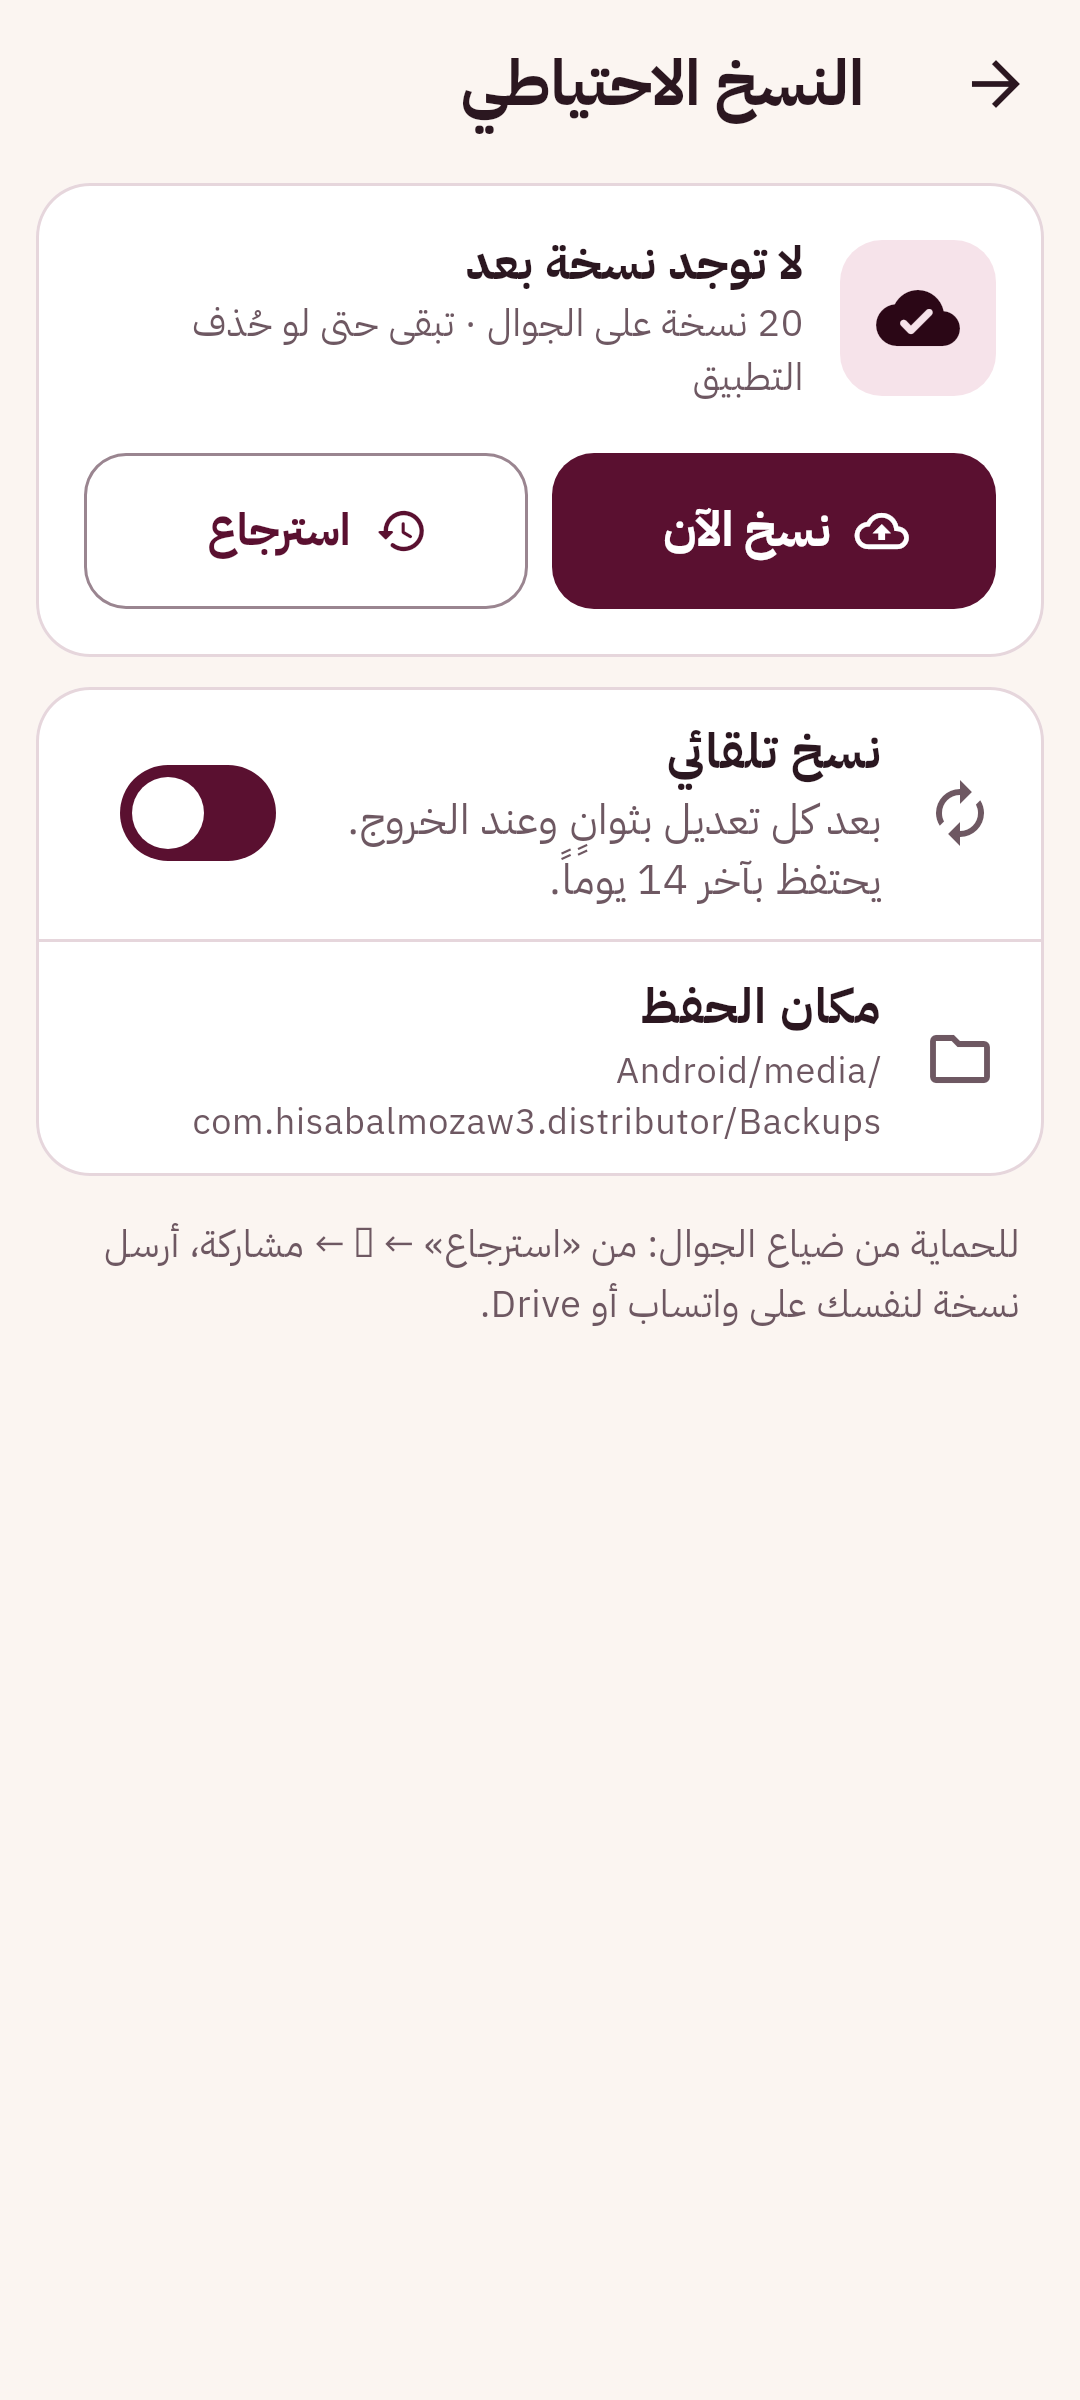 النسخ الاحتياطي
لا توجد نسخة بعد
20 نسخة على الجوال · تبقى حتى لو حُذف
التطبيق
نسخ الآن
استرجاع
نسخ تلقائي
بعد كل تعديل بثوانٍ وعند الخروج.
يحتفظ بآخر 14 يوماً.
مكان الحفظ
Android/media/
com.hisabalmozaw3.distributor/Backups
للحماية من ضياع الجوال: من «استرجاع» ← ▯ ← مشاركة، أرسل
نسخة لنفسك على واتساب أو Drive.